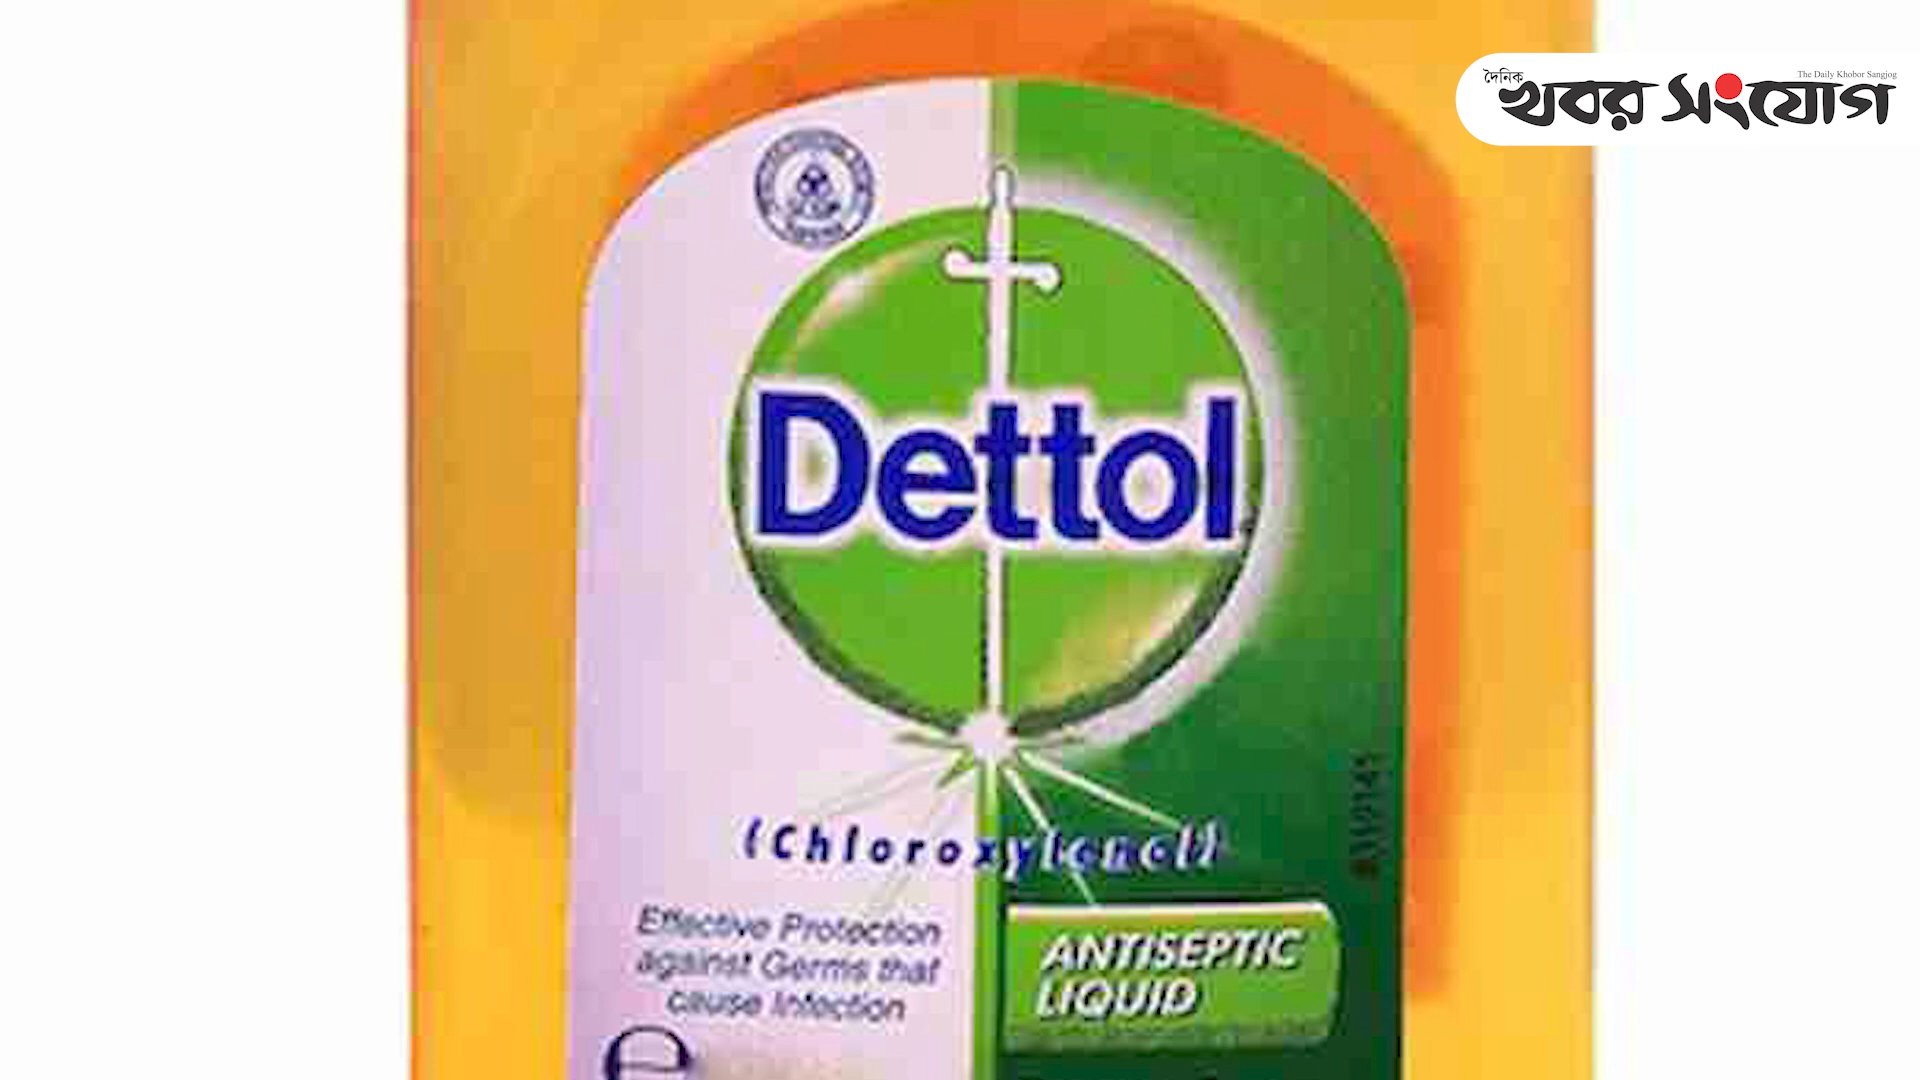 দৈনিক
The Daily Khobor Sangjog
খবর সংযোগ
Dettol
(Chloroxylenol)
Effective Protection
against Germs that
cause Infection
ANTISEPTIC
LIQUID
e